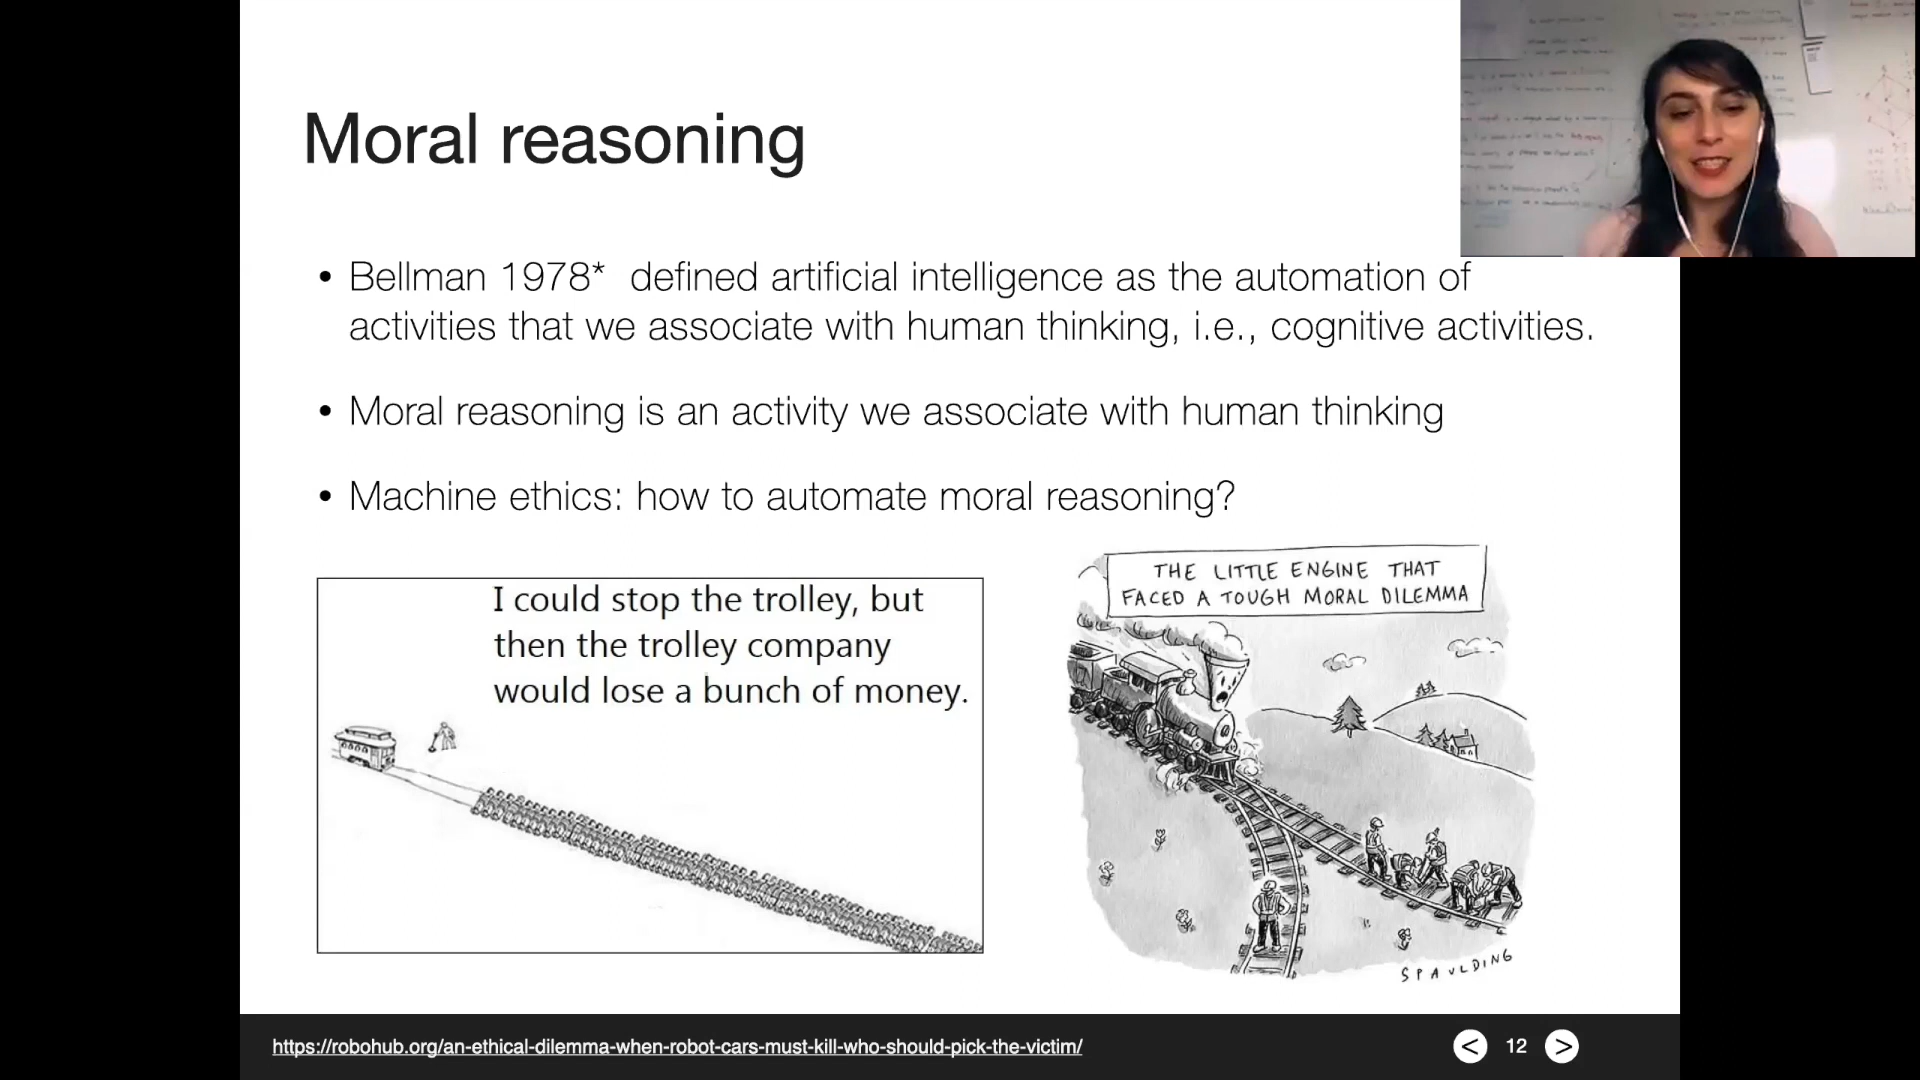 Moral reasoning
• Bellman 1978*  defined artificial intelligence as the automation of
activities that we associate with human thinking, i.e., cognitive activities.
• Moral reasoning is an activity we associate with human thinking
• Machine ethics: how to automate moral reasoning?
I could stop the trolley, but
then the trolley company
would lose a bunch of money.
THE LITTLE ENGINE THAT
FACED A TOUGH MORAL DILEMMA
SPAULDING
https://robohub.org/an-ethical-dilemma-when-robot-cars-must-kill-who-should-pick-the-victim/
< 12 >